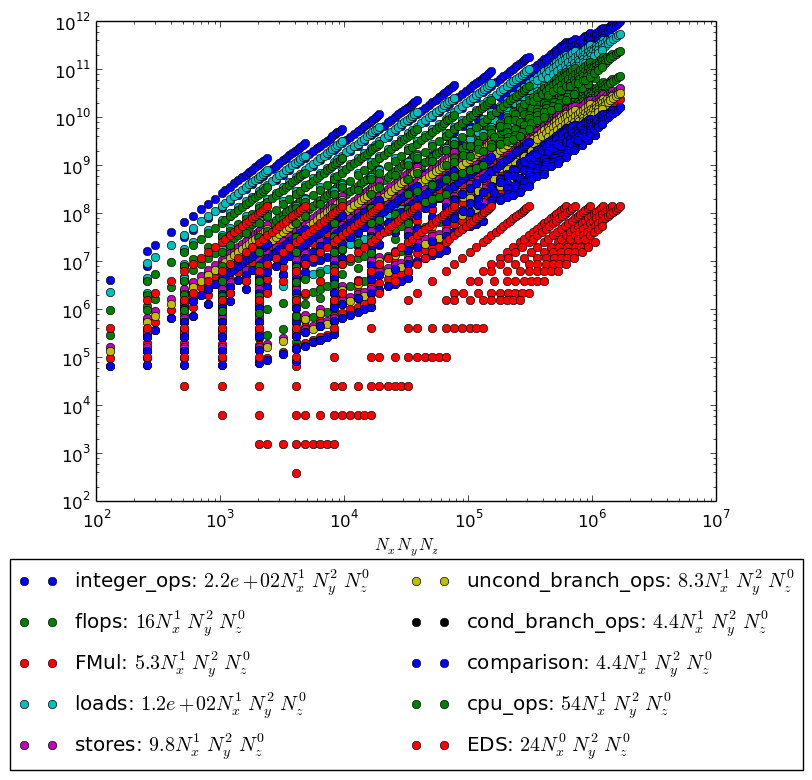 10^12
10^11
10^10
10^9
10^8
10^7
10^6
10^5
10^4
10^3
10^2
10^2 10^3 10^4 10^5 10^6 10^7
N_x N_y N_z
integer_ops: 2.2e+02N_x^1 N_y^2 N_z^0
flops: 16N_x^1 N_y^2 N_z^0
FMul: 5.3N_x^1 N_y^2 N_z^0
loads: 1.2e+02N_x^1 N_y^2 N_z^0
stores: 9.8N_x^1 N_y^2 N_z^0
uncond_branch_ops: 8.3N_x^1 N_y^2 N_z^0
cond_branch_ops: 4.4N_x^1 N_y^2 N_z^0
comparison: 4.4N_x^1 N_y^2 N_z^0
cpu_ops: 54N_x^1 N_y^2 N_z^0
EDS: 24N_x^0 N_y^2 N_z^0